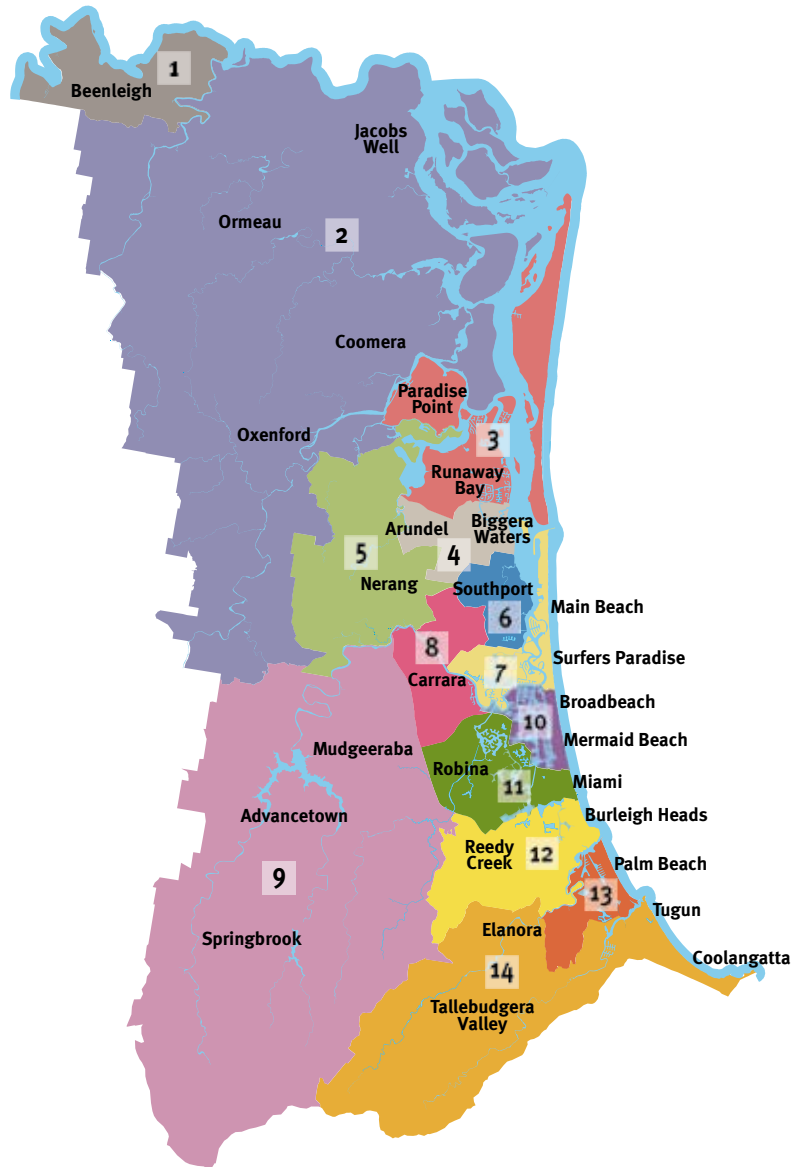 1
Beenleigh
Jacobs
Well
Ormeau
2
Coomera
Paradise
Point
Oxenford
3
Runaway
Bay
Arundel
Biggera
Waters
5
4
Nerang
Southport
Main Beach
6
8
Surfers Paradise
7
Carrara
Broadbeach
10
Mermaid Beach
Mudgeeraba
Robina
Miami
11
Advancetown
Burleigh Heads
Reedy
Creek
12
Palm Beach
9
13
Tugun
Elanora
Springbrook
Coolangatta
14
Tallebudgera
Valley